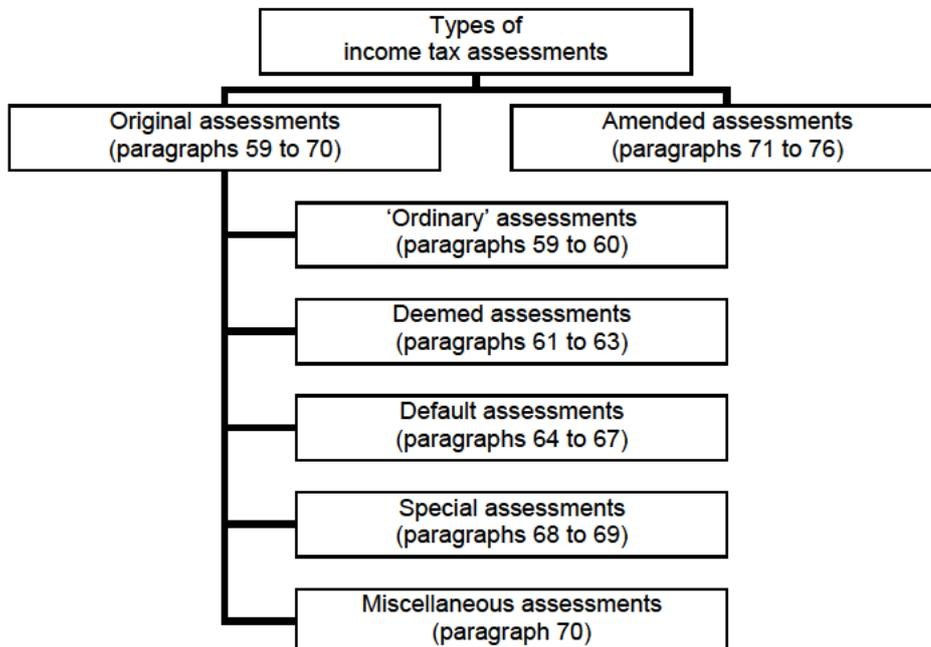 Types of
income tax assessments
Original assessments
(paragraphs 59 to 70)
Amended assessments
(paragraphs 71 to 76)
‘Ordinary’ assessments
(paragraphs 59 to 60)
Deemed assessments
(paragraphs 61 to 63)
Default assessments
(paragraphs 64 to 67)
Special assessments
(paragraphs 68 to 69)
Miscellaneous assessments
(paragraph 70)